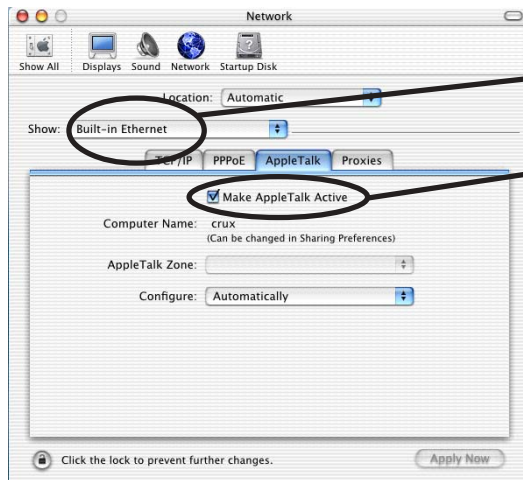 Network
Show All Displays Sound Network Startup Disk
Location: Automatic
Show: Built-in Ethernet
TCP/IP PPPoE AppleTalk Proxies
Make AppleTalk Active
Computer Name: crux
(Can be changed in Sharing Preferences)
AppleTalk Zone:
Configure: Automatically
Click the lock to prevent further changes. Apply Now